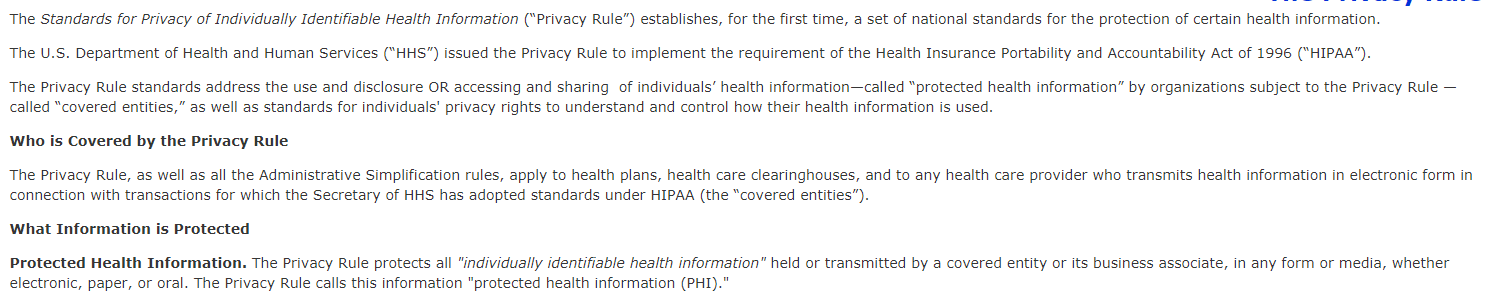 The Privacy Rule
The Standards for Privacy of Individually Identifiable Health Information (“Privacy Rule”) establishes, for the first time, a set of national standards for the protection of certain health information.
The U.S. Department of Health and Human Services (“HHS”) issued the Privacy Rule to implement the requirement of the Health Insurance Portability and Accountability Act of 1996 (“HIPAA”).
The Privacy Rule standards address the use and disclosure OR accessing and sharing  of individuals’ health information—called “protected health information” by organizations subject to the Privacy Rule —
called “covered entities,” as well as standards for individuals' privacy rights to understand and control how their health information is used.
Who is Covered by the Privacy Rule
The Privacy Rule, as well as all the Administrative Simplification rules, apply to health plans, health care clearinghouses, and to any health care provider who transmits health information in electronic form in
connection with transactions for which the Secretary of HHS has adopted standards under HIPAA (the “covered entities”).
What Information is Protected
Protected Health Information. The Privacy Rule protects all "individually identifiable health information" held or transmitted by a covered entity or its business associate, in any form or media, whether
electronic, paper, or oral. The Privacy Rule calls this information "protected health information (PHI)."